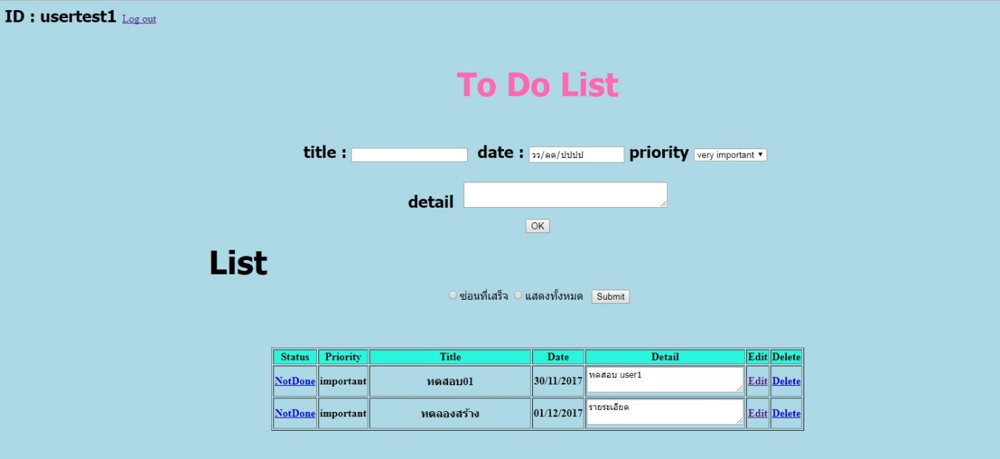 ID : usertest1 Log out
To Do List
title : date : วว/ดด/ปปปป priority very important
detail
OK
List
ซ่อนที่เสร็จ แสดงทั้งหมด Submit
Status Priority Title Date Detail Edit Delete
NotDone important ทดสอบ01 30/11/2017 ทดสอบ user1 Edit Delete
NotDone important ทดลองสร้าง 01/12/2017 รายระเอียด Edit Delete